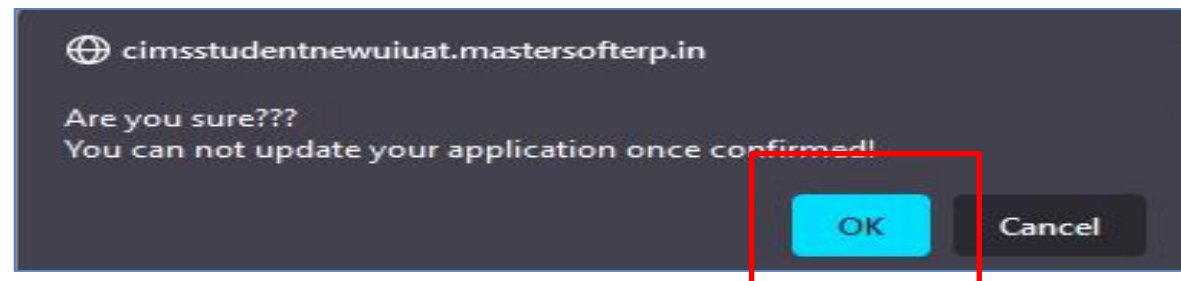 cimsstudentnewuiuat.mastersofterp.in
Are you sure???
You can not update your application once confirmed!
OK Cancel